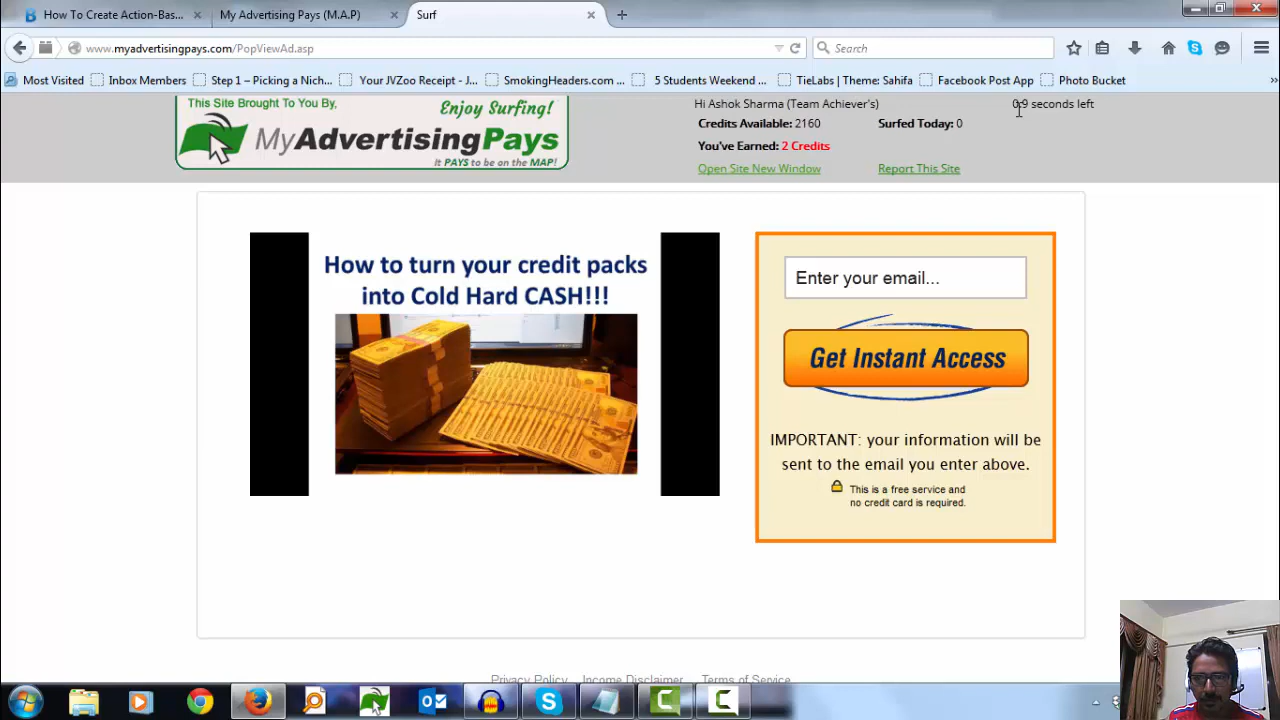 How To Create Action-Bas...
My Advertising Pays (M.A.P)
Surf
www.myadvertisingpays.com/PopViewAd.asp
Search
Most Visited
Inbox Members
Step 1 – Picking a Nich...
Your JVZoo Receipt - J...
SmokingHeaders.com ...
5 Students Weekend ...
TieLabs | Theme: Sahifa
Facebook Post App
Photo Bucket
This Site Brought To You By,
Enjoy Surfing!
MyAdvertisingPays
it PAYS to be on the MAP!
Hi Ashok Sharma (Team Achiever's)
0:9 seconds left
Credits Available: 2160
Surfed Today: 0
You've Earned: 2 Credits
Open Site New Window
Report This Site
How to turn your credit packs
into Cold Hard CASH!!!
Enter your email...
Get Instant Access
IMPORTANT: your information will be
sent to the email you enter above.
This is a free service and
no credit card is required.
Privacy Policy
Income Disclaimer
Terms of Service